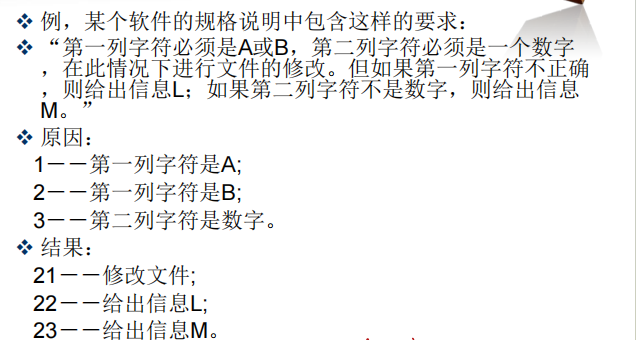 例，某个软件的规格说明中包含这样的要求：
“第一列字符必须是A或B，第二列字符必须是一个数字
，在此情况下进行文件的修改。但如果第一列字符不正确
，则给出信息L；如果第二列字符不是数字，则给出信息
M。”
原因：
1－－第一列字符是A;
2－－第一列字符是B;
3－－第二列字符是数字。
结果：
21－－修改文件;
22－－给出信息L;
23－－给出信息M。